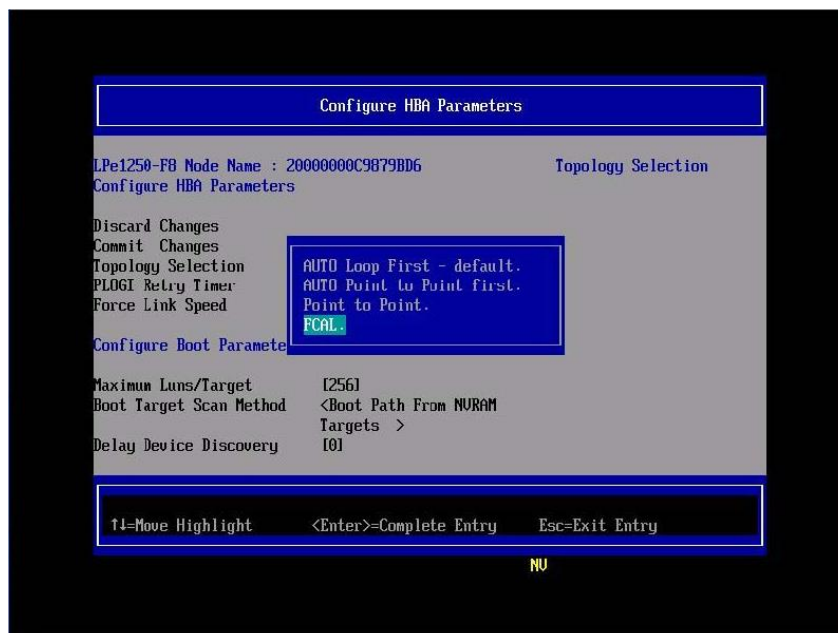 Configure HBA Parameters
LPe1250-F8 Node Name : 20000000C9879BD6 Topology Selection
Configure HBA Parameters
Discard Changes
Commit Changes
Topology Selection
PLOGI Retry Timer
Force Link Speed
AUTO Loop First - default.
AUTO Point to Point first.
Point to Point.
FCAL.
Configure Boot Paramete
Maximum Luns/Target [256]
Boot Target Scan Method <Boot Path From NVRAM
Targets >
Delay Device Discovery [0]
↑↓=Move Highlight <Enter>=Complete Entry Esc=Exit Entry
NV